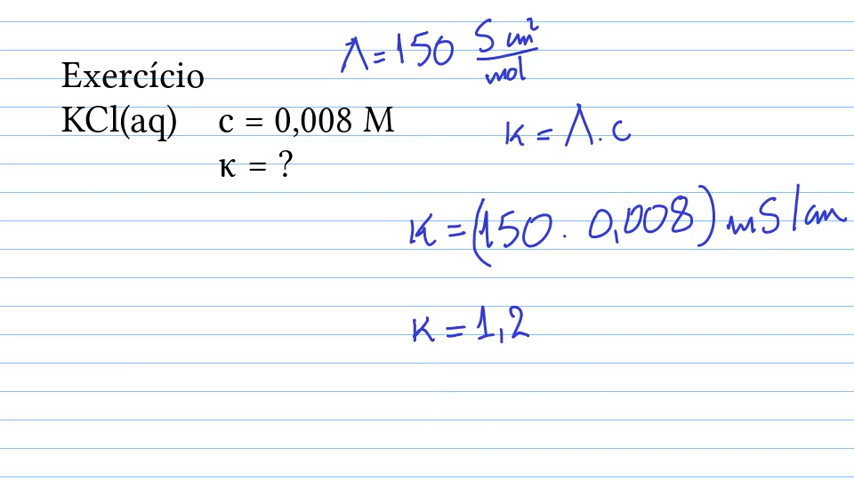 Λ = 150 S cm²/mol
Exercício
KCl(aq) c = 0,008 M
κ = ?
κ = Λ . c
κ = (150 . 0,008) mS/cm
κ = 1,2